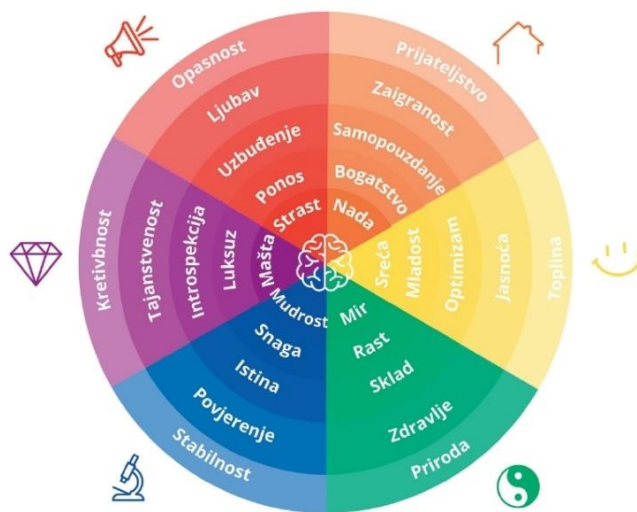 Opasnost
Ljubav
Uzbuđenje
Ponos
Strast
Prijateljstvo
Zaigranost
Samopouzdanje
Bogatstvo
Nada
Kretivbnost
Tajanstvenost
Introspekcija
Luksuz
Mašta
Sreća
Mladost
Optimizam
Jasnoća
Toplina
Mudrost
Snaga
Istina
Povjerenje
Stabilnost
Mir
Rast
Sklad
Zdravlje
Priroda